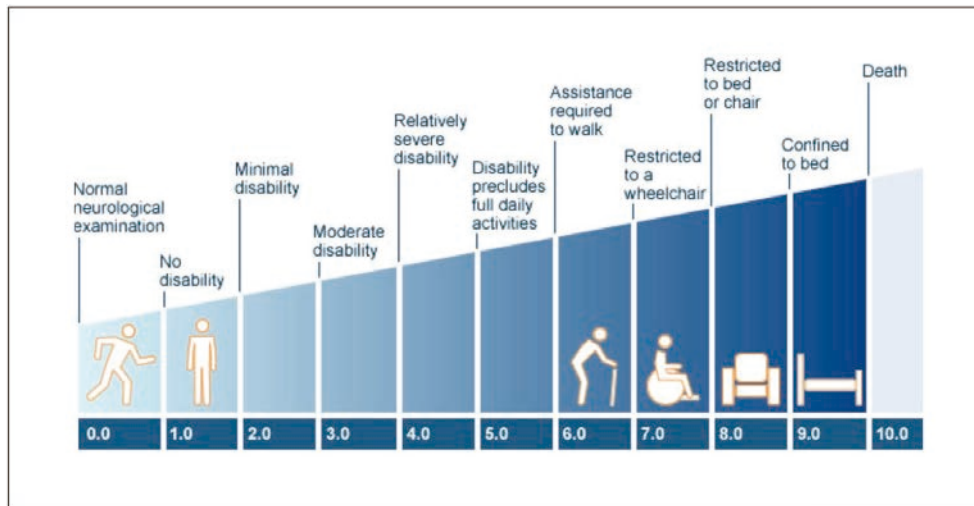 Normal
neurological
examination
No
disability
Minimal
disability
Moderate
disability
Relatively
severe
disability
Disability
precludes
full daily
activities
Assistance
required
to walk
Restricted
to a
wheelchair
Restricted
to bed
or chair
Confined
to bed
Death
0.0 1.0 2.0 3.0 4.0 5.0 6.0 7.0 8.0 9.0 10.0